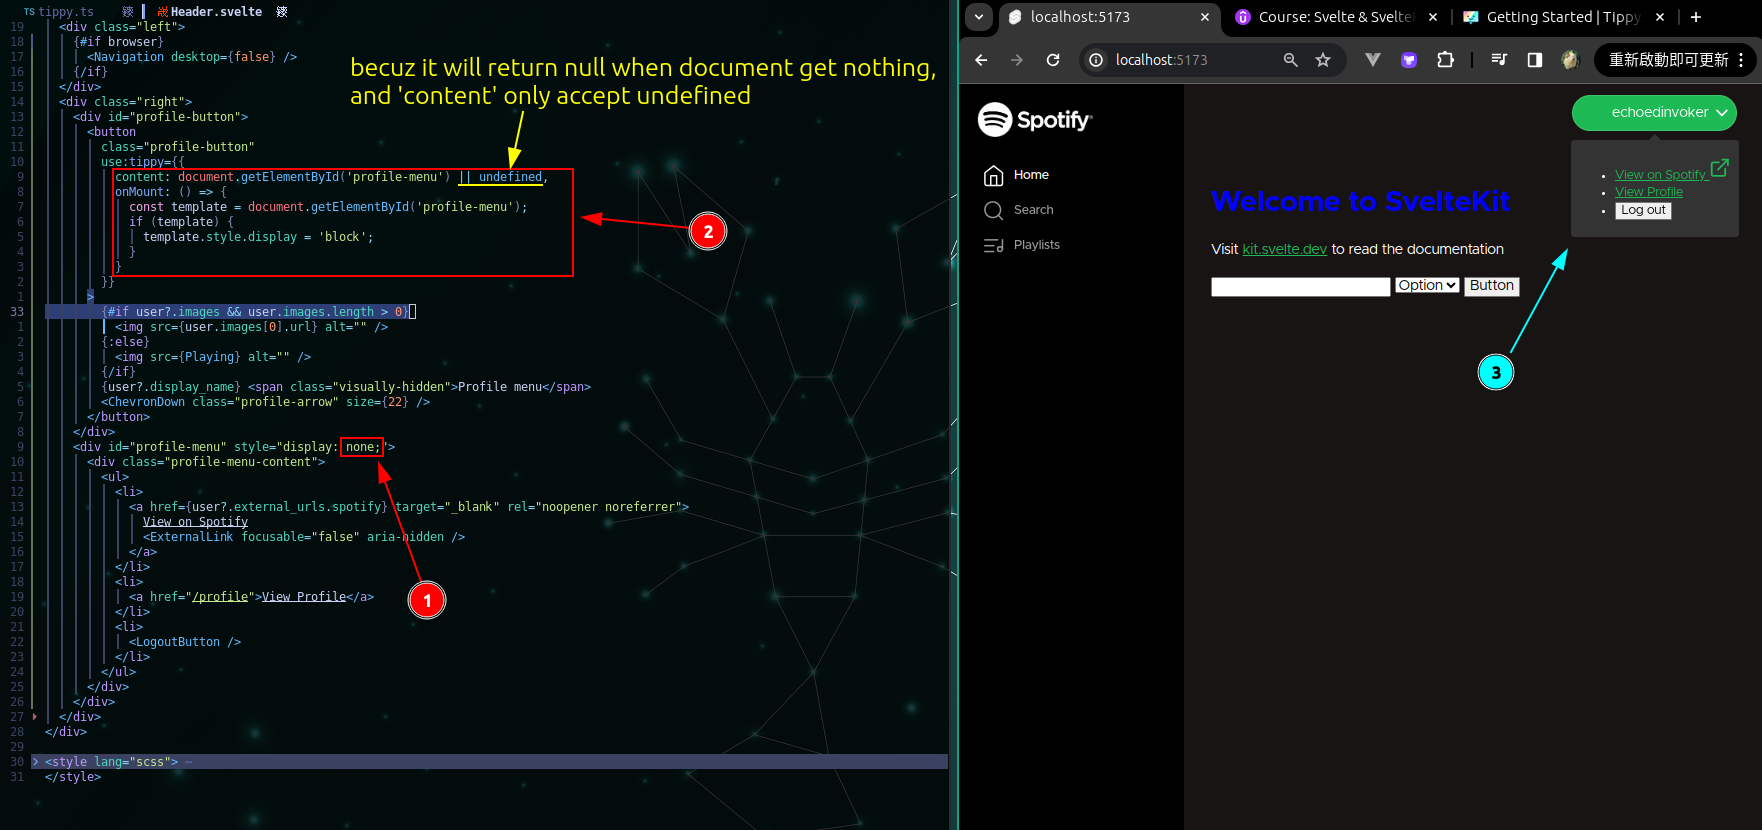 TS tippy.ts Header.svelte
becuz it will return null when document get nothing,
and 'content' only accept undefined
19 <div class="left">
18 {#if browser}
17 <Navigation desktop={false} />
16 {/if}
15 </div>
14 <div class="right">
13 <div id="profile-button">
12 <button
11 class="profile-button"
10 use:tippy={{
9 content: document.getElementById('profile-menu') || undefined,
8 onMount: () => {
7 const template = document.getElementById('profile-menu');
6 if (template) {
5 template.style.display = 'block';
4 }
3 }
2 }}
1 >
33 {#if user?.images && user.images.length > 0}
1 <img src={user.images[0].url} alt="" />
2 {:else}
3 <img src={Playing} alt="" />
4 {/if}
5 {user?.display_name} <span class="visually-hidden">Profile menu</span>
6 <ChevronDown class="profile-arrow" size={22} />
7 </button>
8 </div>
9 <div id="profile-menu" style="display: none;">
10 <div class="profile-menu-content">
11 <ul>
12 <li>
13 <a href={user?.external_urls.spotify} target="_blank" rel="noopener noreferrer">
14 View on Spotify
15 <ExternalLink focusable="false" aria-hidden />
16 </a>
17 </li>
18 <li>
19 <a href="/profile">View Profile</a>
20 </li>
21 <li>
22 <LogoutButton />
23 </li>
24 </ul>
25 </div>
26 </div>
27 </div>
28 </div>
29
30 <style lang="scss"> ⋯
31 </style>
2
1
localhost:5173
Course: Svelte & Svelte
Getting Started | Tippy
localhost:5173
重新啟動即可更新
Spotify
Home
Search
Playlists
echoedinvoker
View on Spotify
View Profile
Log out
Welcome to SvelteKit
Visit kit.svelte.dev to read the documentation
Option Button
3